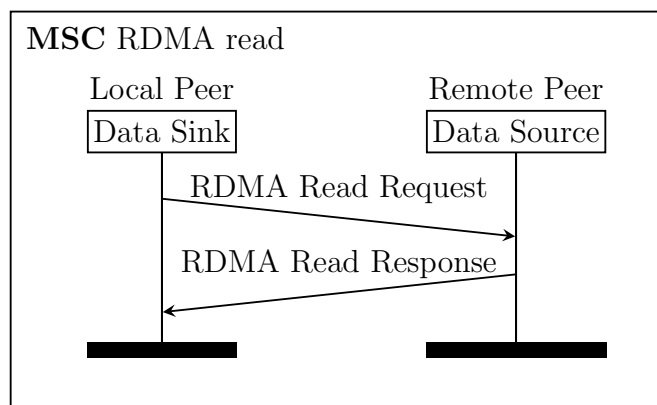 MSC RDMA read
Local Peer
Remote Peer
Data Sink
Data Source
RDMA Read Request
RDMA Read Response